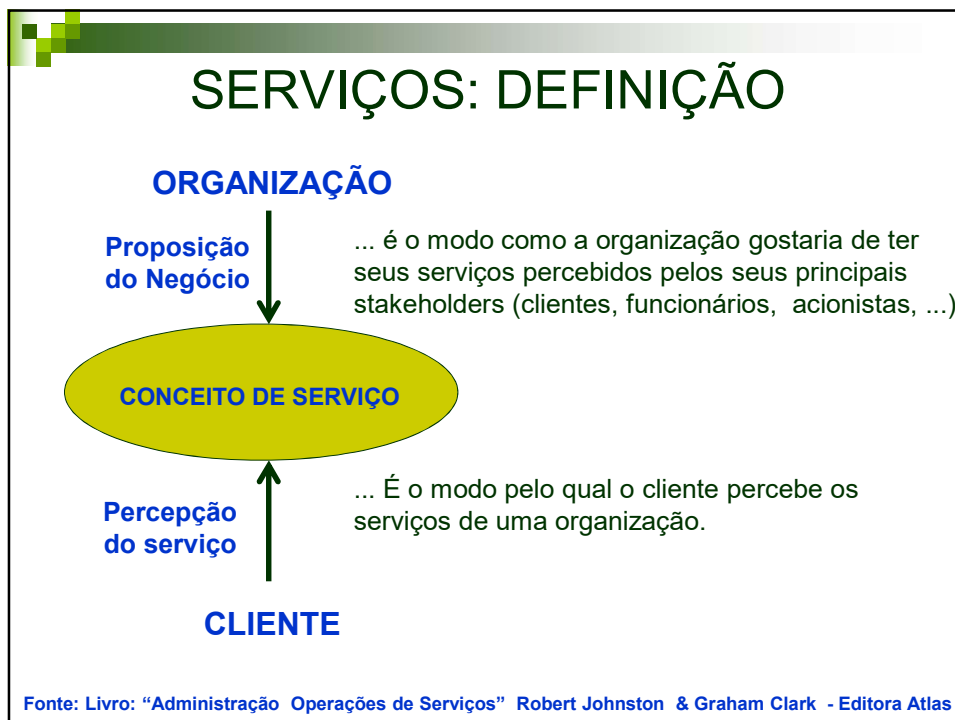 SERVIÇOS: DEFINIÇÃO
ORGANIZAÇÃO
Proposição
do Negócio
... é o modo como a organização gostaria de ter
seus serviços percebidos pelos seus principais
stakeholders (clientes, funcionários, acionistas, ...)
CONCEITO DE SERVIÇO
... É o modo pelo qual o cliente percebe os
serviços de uma organização.
Percepção
do serviço
CLIENTE
Fonte: Livro: “Administração Operações de Serviços” Robert Johnston & Graham Clark - Editora Atlas